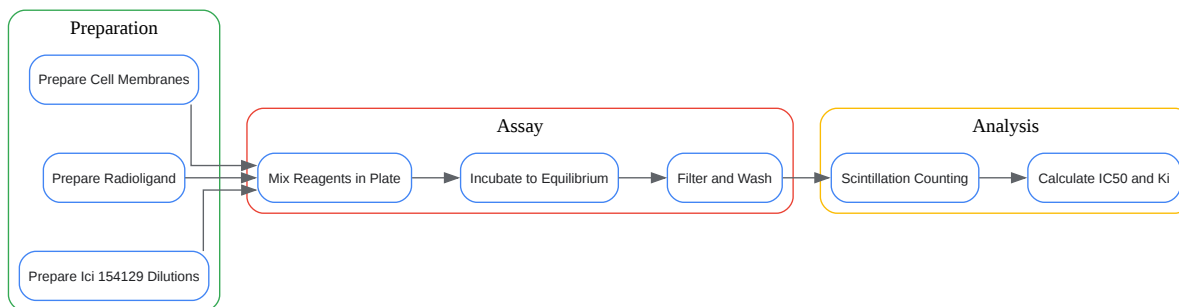 Preparation
Prepare Cell Membranes
Prepare Radioligand
Prepare Ici 154129 Dilutions
Assay
Mix Reagents in Plate
Incubate to Equilibrium
Filter and Wash
Analysis
Scintillation Counting
Calculate IC50 and Ki